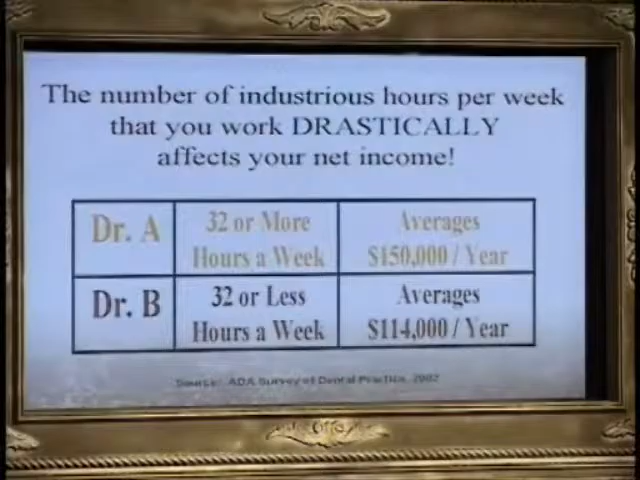 The number of industrious hours per week
that you work DRASTICALLY
affects your net income!
Dr. A
32 or More
Hours a Week
Averages
$150,000 / Year
Dr. B
32 or Less
Hours a Week
Averages
$114,000 / Year
Source: ADA Survey of Dental Practice, 2002